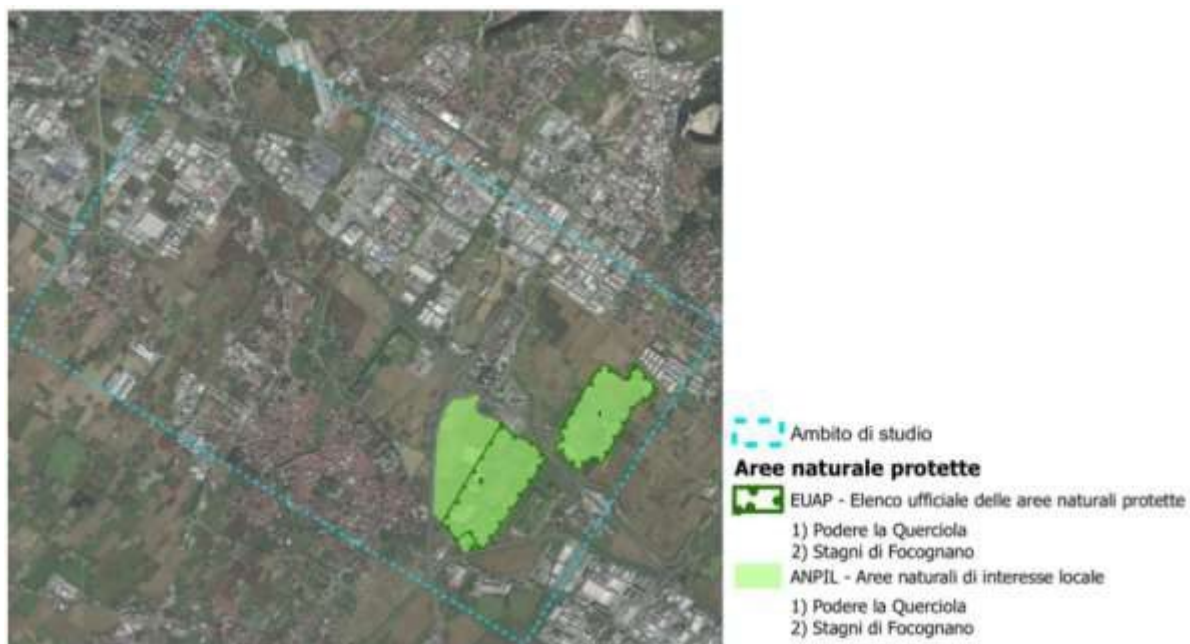 Ambito di studio
Aree naturale protette
EUAP - Elenco ufficiale delle aree naturali protette
1) Podere la Querciola
2) Stagni di Focognano
ANPIL - Aree naturali di interesse locale
1) Podere la Querciola
2) Stagni di Focognano